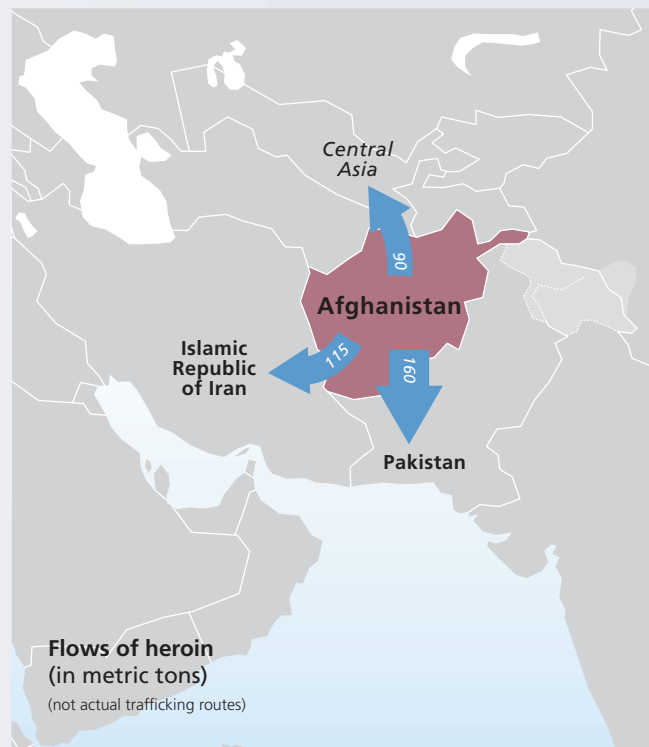 Central
Asia
90
Afghanistan
Islamic
Republic
of Iran
115
160
Pakistan
Flows of heroin
(in metric tons)
(not actual trafficking routes)